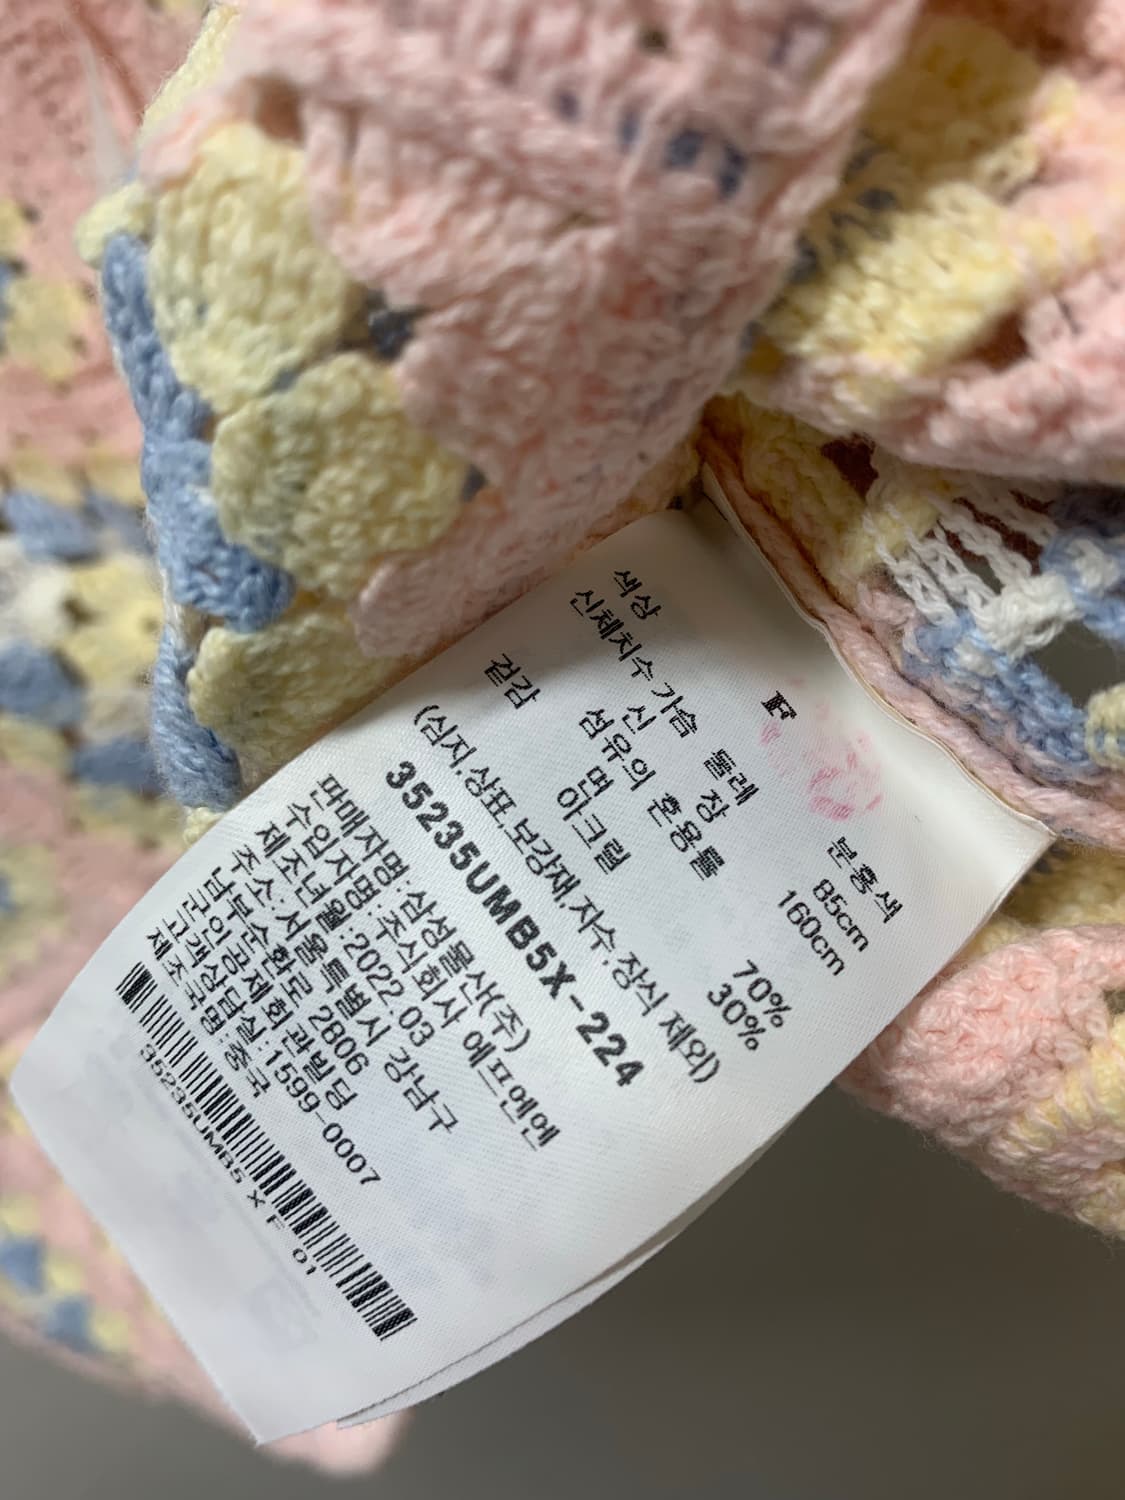 F
색상 분홍색
신체치수 가슴 둘레 85cm
신 장 160cm
섬유의 혼용률
겉감 면 70%
아크릴 30%
(심지.상표.보강재.자수.장식 제외)
35235UMB5X-224
판매자명:삼성물산(주)
수입자명:주식회사 에프엔엔
제조년월:2022.03
주소:서울특별시 강남구
남부순환로 2806
군인공제회관빌딩
고객상담실:1599-0007
제조국명:중국
35235UMB5 X F 01